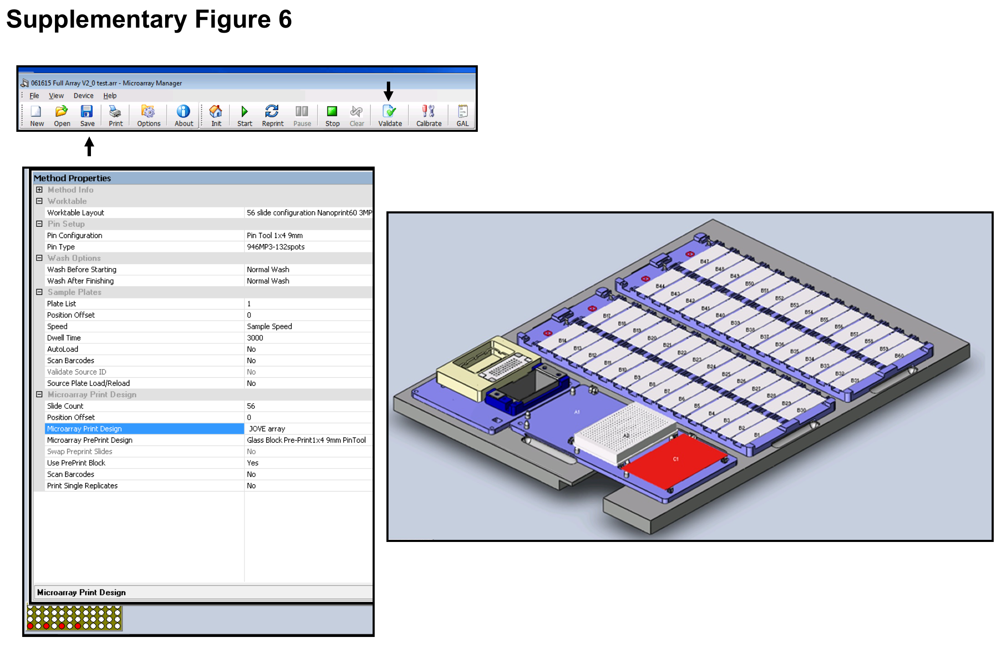 Supplementary Figure 6
061615 Full Array V2_0 test.arr - Microarray Manager
File View Device Help
New Open Save Print Options About Init Start Reprint Pause Stop Clear Validate Calibrate GAL
Method Properties
Method Info
Worktable
Worktable Layout 56 slide configuration Nanoprint60 3MP
Pin Setup
Pin Configuration Pin Tool 1x4 9mm
Pin Type 946MP3-132spots
Wash Options
Wash Before Starting Normal Wash
Wash After Finishing Normal Wash
Sample Plates
Plate List 1
Position Offset 0
Speed Sample Speed
Dwell Time 3000
AutoLoad No
Scan Barcodes No
Validate Source ID No
Source Plate Load/Reload No
Microarray Print Design
Slide Count 56
Position Offset 0
Microarray Print Design JOVE array
Microarray PrePrint Design Glass Block Pre-Print1x4 9mm PinTool
Swap Preprint Slides No
Use PrePrint Block Yes
Scan Barcodes No
Print Single Replicates No
Microarray Print Design
B47 B48 B49 B50 B51 B52 B53 B54 B55 B56 B57 B58 B59 B60
B44 B43 B42 B41 B40 B39 B38 B37 B36 B35 B34 B33 B32 B31
B17 B18 B19 B20 B21 B22 B23 B24 B25 B26 B27 B28 B29 B30
B14 B13 B12 B11 B10 B9 B8 B7 B6 B5 B4 B3 B2 B1
A1
A2
C1